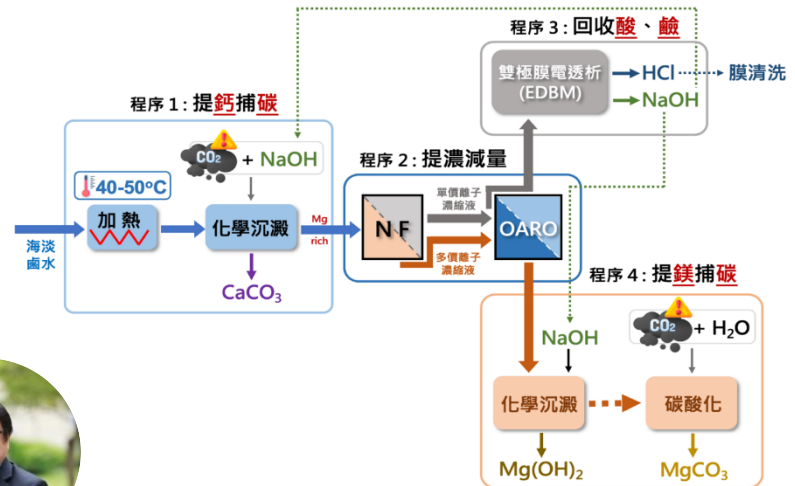 程序 3 : 回收酸、鹼
雙極膜電透析
(EDBM)
HCl
膜清洗
NaOH
程序 1 : 提鈣捕碳
CO₂ + NaOH
40-50°C
加熱
化學沉澱
Mg
rich
海淡
鹵水
CaCO₃
程序 2 : 提濃減量
NF
單價離子
濃縮液
多價離子
濃縮液
OARO
程序 4 : 提鎂捕碳
NaOH
CO₂ + H₂O
化學沉澱
碳酸化
Mg(OH)₂
MgCO₃